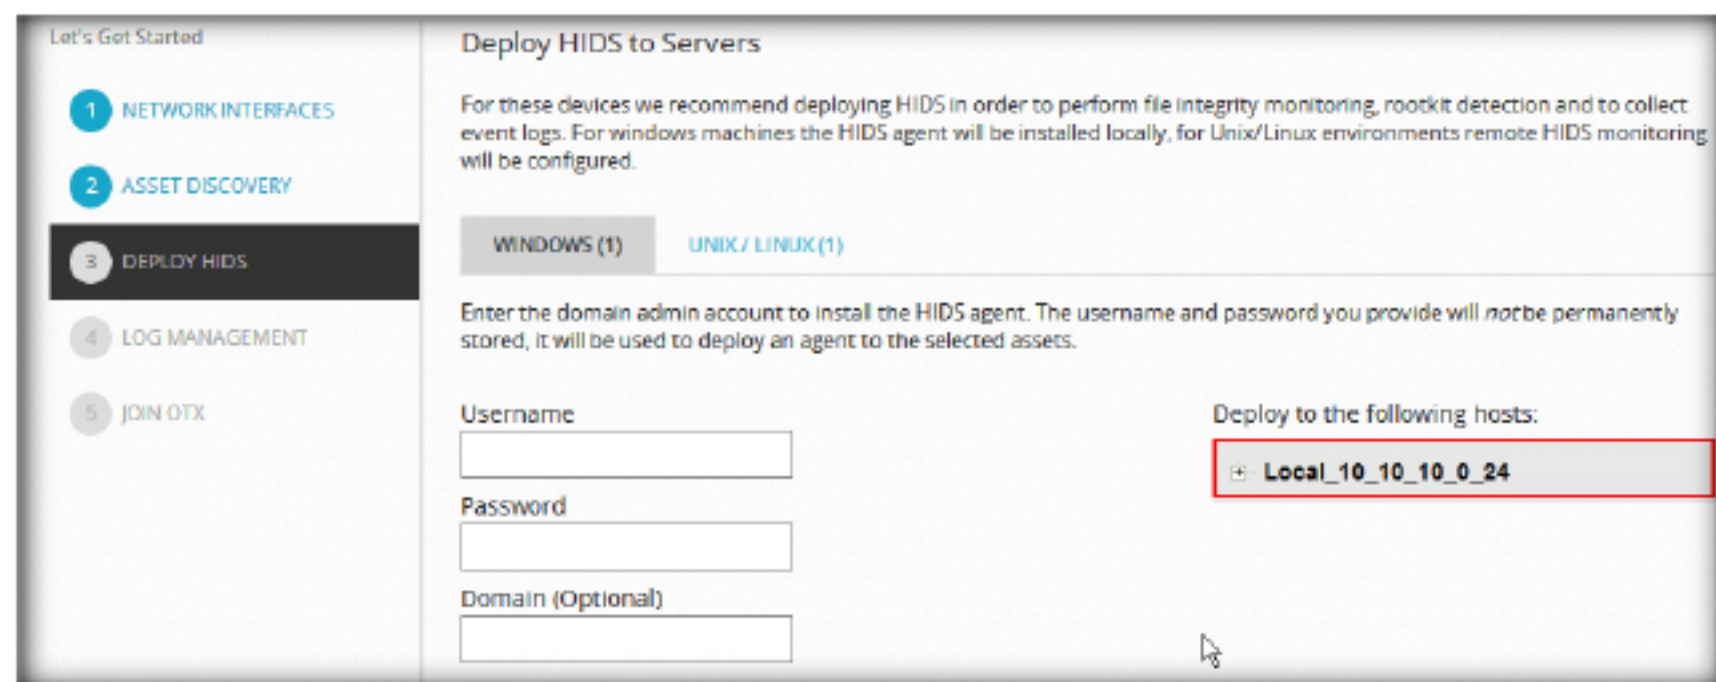 Let's Get Started
1 NETWORK INTERFACES
2 ASSET DISCOVERY
3 DEPLOY HIDS
4 LOG MANAGEMENT
5 JOIN OTX
Deploy HIDS to Servers
For these devices we recommend deploying HIDS in order to perform file integrity monitoring, rootkit detection and to collect
event logs. For windows machines the HIDS agent will be installed locally, for Unix/Linux environments remote HIDS monitoring
will be configured.
WINDOWS (1) UNIX / LINUX (1)
Enter the domain admin account to install the HIDS agent. The username and password you provide will not be permanently
stored, it will be used to deploy an agent to the selected assets.
Username
Password
Domain (Optional)
Deploy to the following hosts:
Local_10_10_10_0_24